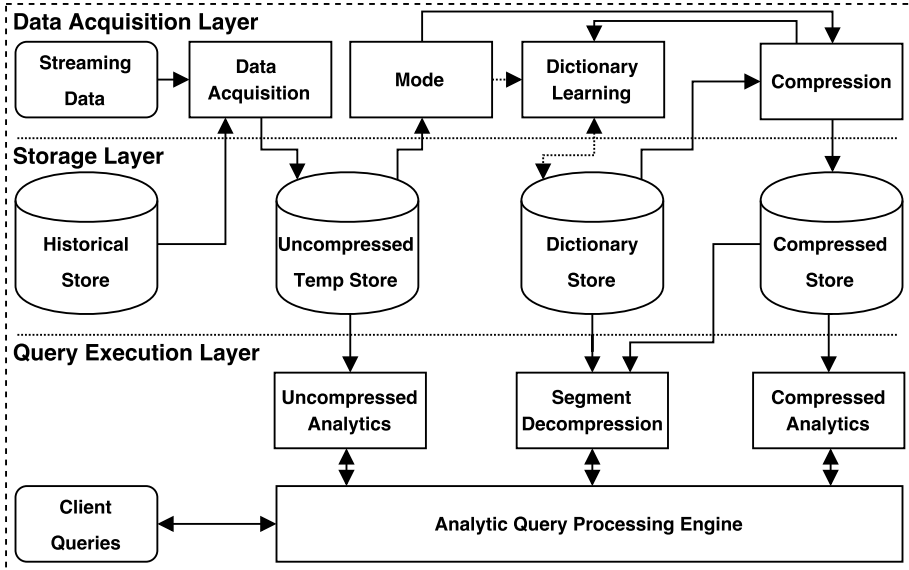 Data Acquisition Layer
Streaming
Data
Data
Acquisition
Mode
Dictionary
Learning
Compression
Storage Layer
Historical
Store
Uncompressed
Temp Store
Dictionary
Store
Compressed
Store
Query Execution Layer
Uncompressed
Analytics
Segment
Decompression
Compressed
Analytics
Client
Queries
Analytic Query Processing Engine